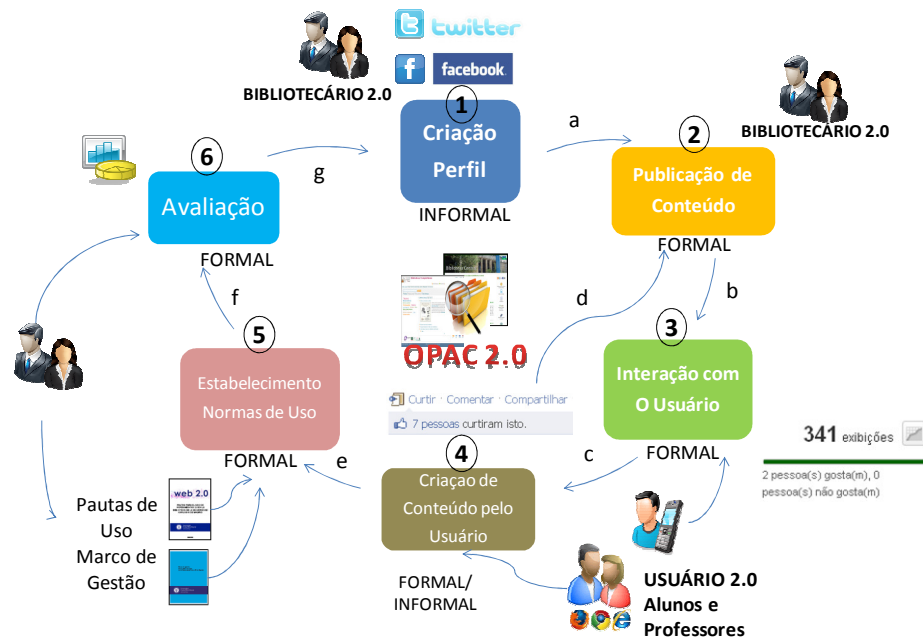 twitter
facebook
BIBLIOTECÁRIO 2.0
1
Criação
Perfil
INFORMAL
a
2
BIBLIOTECÁRIO 2.0
Publicação de
Conteúdo
FORMAL
6
g
Avaliação
FORMAL
f
d
b
OPAC 2.0
5
Estabelecimento
Normas de Uso
FORMAL
3
Interação com
O Usuário
FORMAL
Curtir · Comentar · Compartilhar
7 pessoas curtiram isto.
341 exibições
2 pessoa(s) gosta(m), 0
pessoa(s) não gosta(m)
4
e
c
Criaçao de
Conteúdo pelo
Usuário
FORMAL/
INFORMAL
Pautas de
Uso
web 2.0
Marco de
Gestão
USUÁRIO 2.0
Alunos e
Professores